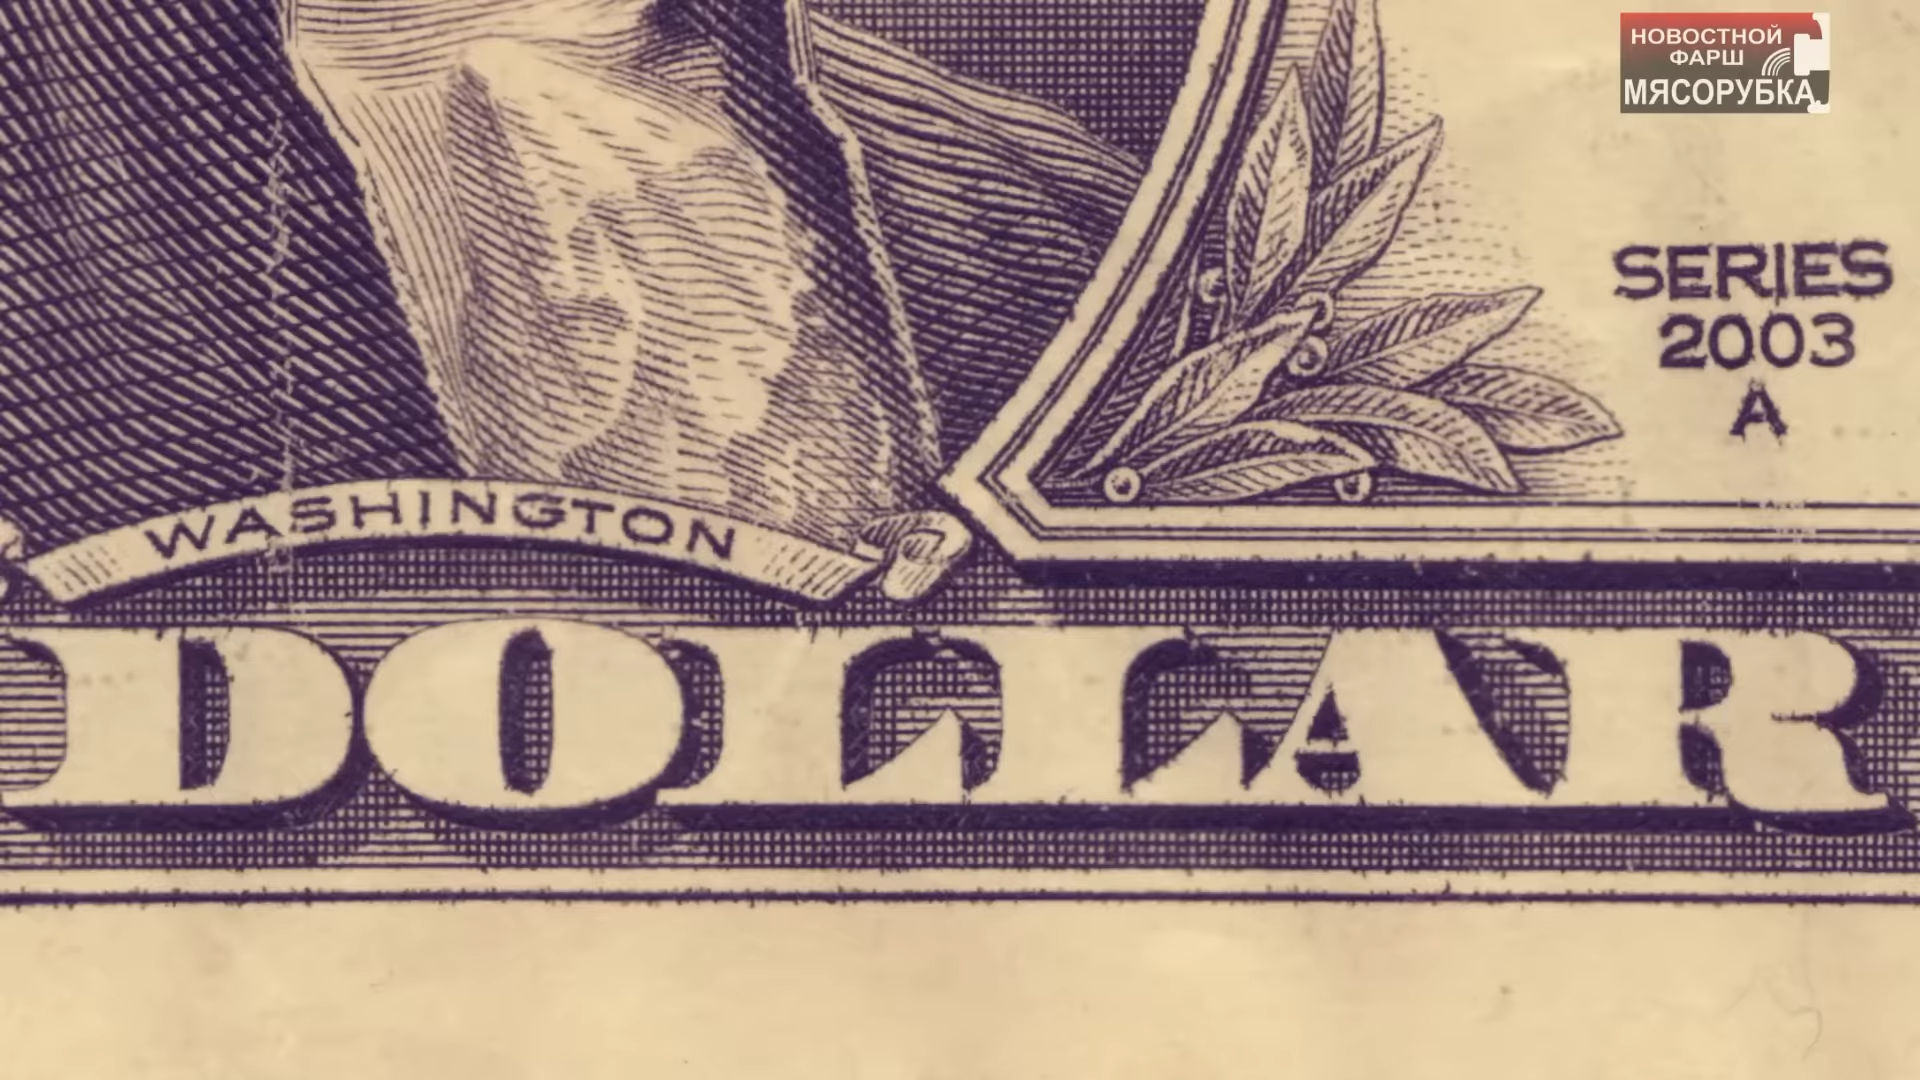 НОВОСТНОЙ
ФАРШ
МЯСОРУБКА
SERIES
2003
A
WASHINGTON
DOLLAR